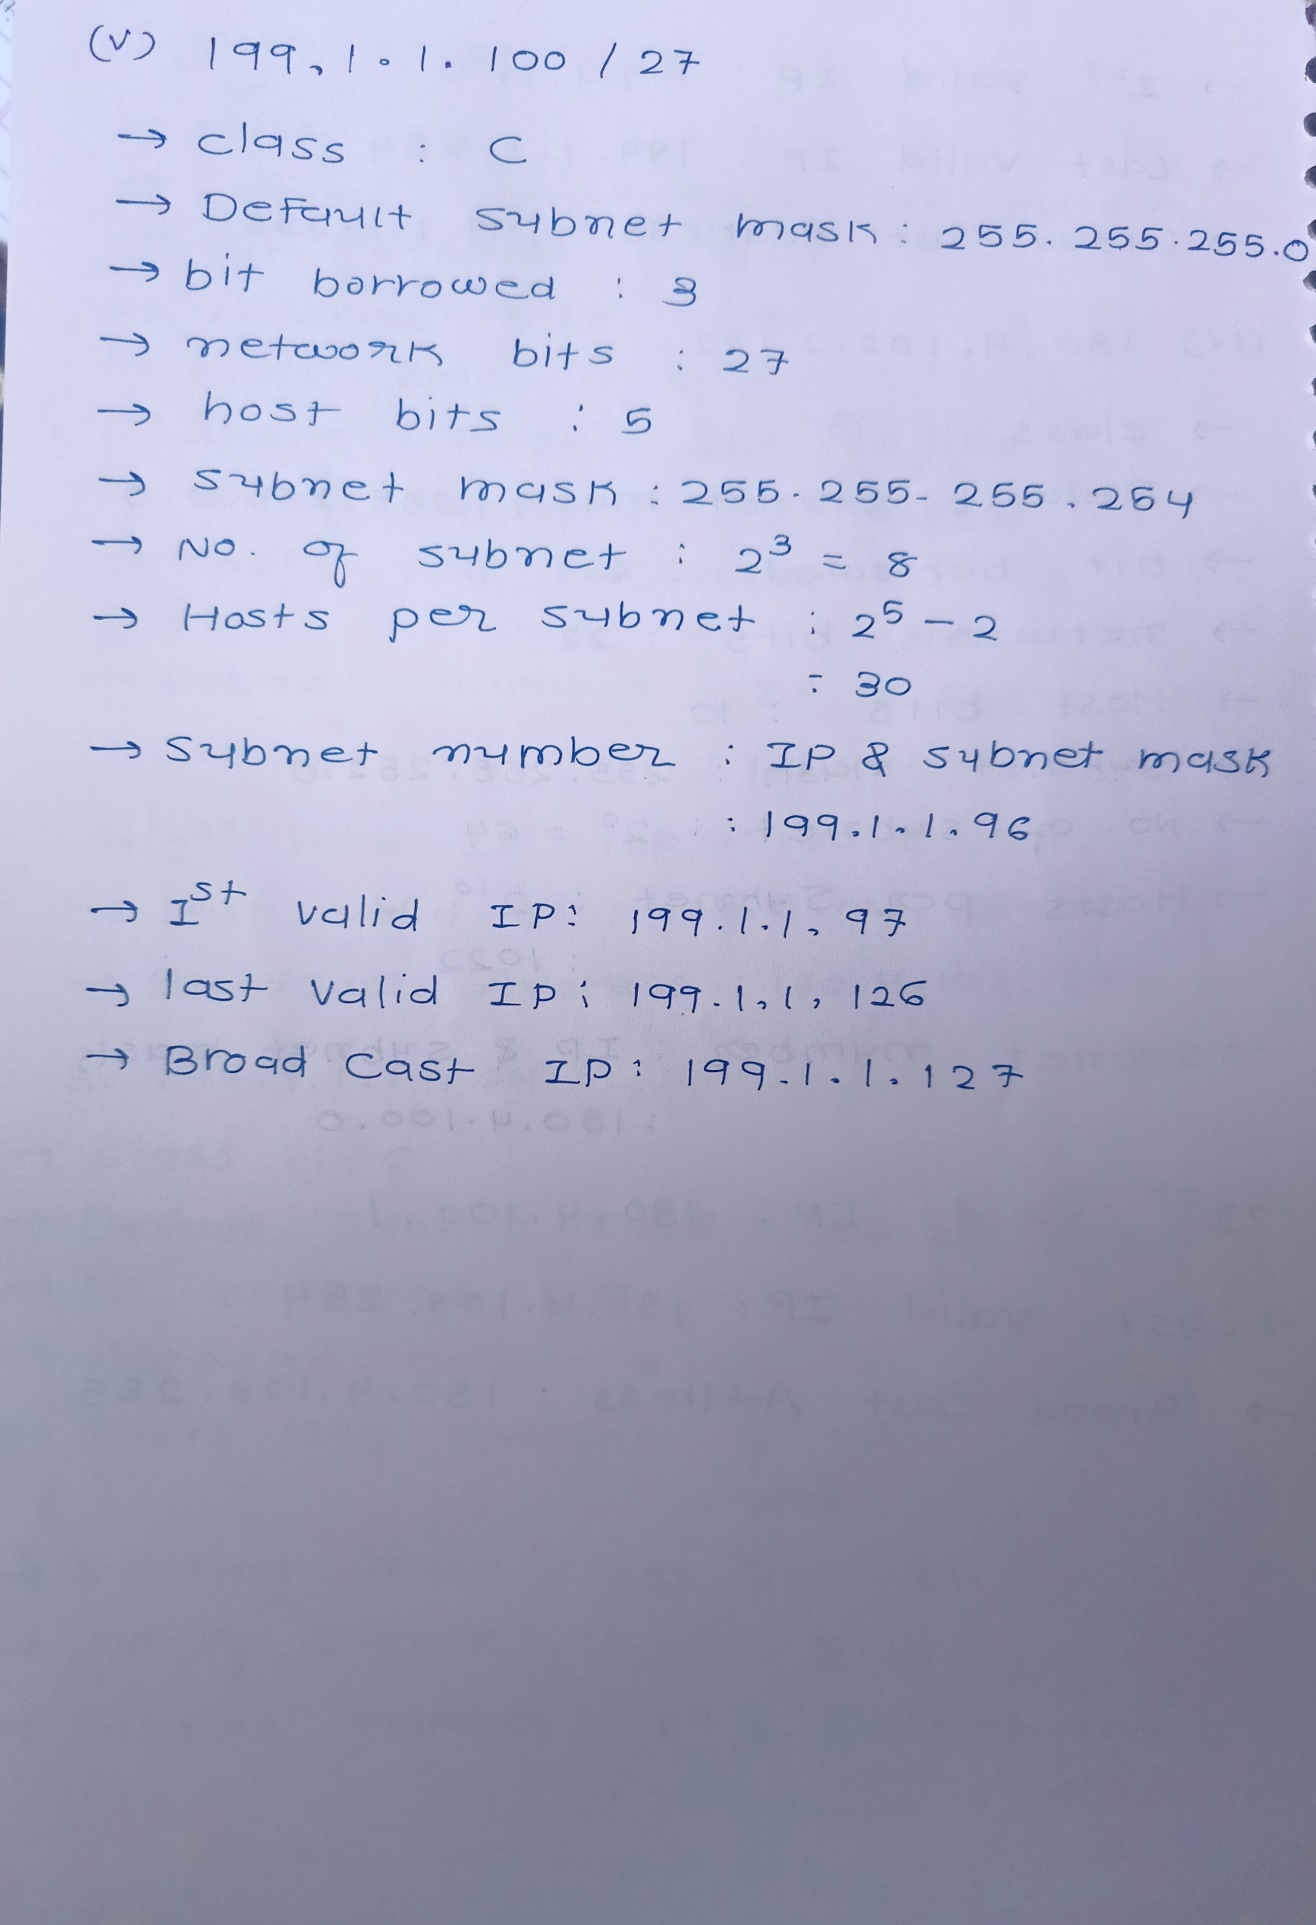 (v) 199.1.1.100 / 27
→ class : C
→ Default subnet mask : 255.255.255.0
→ bit borrowed : 3
→ network bits : 27
→ host bits : 5
→ subnet mask : 255.255.255.254
→ No. of subnet : 2³ = 8
→ Hosts per subnet : 2⁵ - 2
: 30
→ subnet number : IP & subnet mask
: 199.1.1.96
→ Iˢᵗ valid IP: 199.1.1.97
→ last valid IP: 199.1.1.126
→ Broad Cast IP: 199.1.1.127